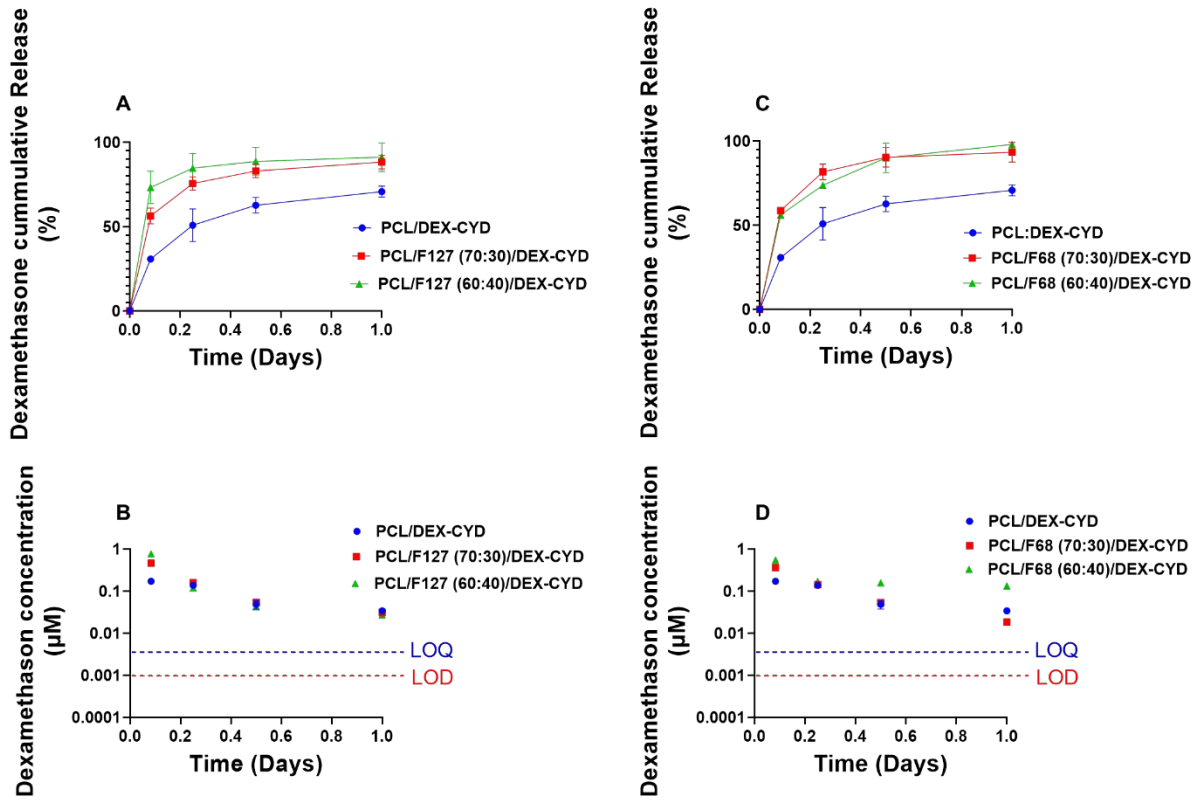 Dexamethasone cummulative Release
(%)
A
100
50
0
0.0 0.2 0.4 0.6 0.8 1.0
Time (Days)
PCL/DEX-CYD
PCL/F127 (70:30)/DEX-CYD
PCL/F127 (60:40)/DEX-CYD
Dexamethasone cummulative Release
(%)
C
100
50
0
0.0 0.2 0.4 0.6 0.8 1.0
Time (Days)
PCL:DEX-CYD
PCL/F68 (70:30)/DEX-CYD
PCL/F68 (60:40)/DEX-CYD
Dexamethason concentration
(µM)
B
1
0.1
0.01
0.001
0.0001
0.0 0.2 0.4 0.6 0.8 1.0
Time (Days)
PCL/DEX-CYD
PCL/F127 (70:30)/DEX-CYD
PCL/F127 (60:40)/DEX-CYD
LOQ
LOD
Dexamethason concentration
(µM)
D
1
0.1
0.01
0.001
0.0001
0.0 0.2 0.4 0.6 0.8 1.0
Time (Days)
PCL/DEX-CYD
PCL/F68 (70:30)/DEX-CYD
PCL/F68 (60:40)/DEX-CYD
LOQ
LOD